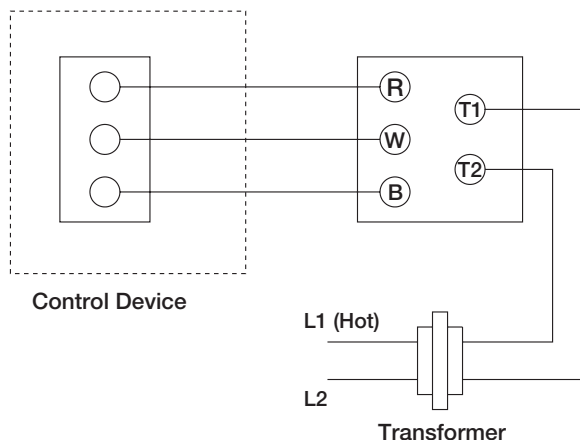 R
T1
W
T2
B
Control Device
L1 (Hot)
L2
Transformer